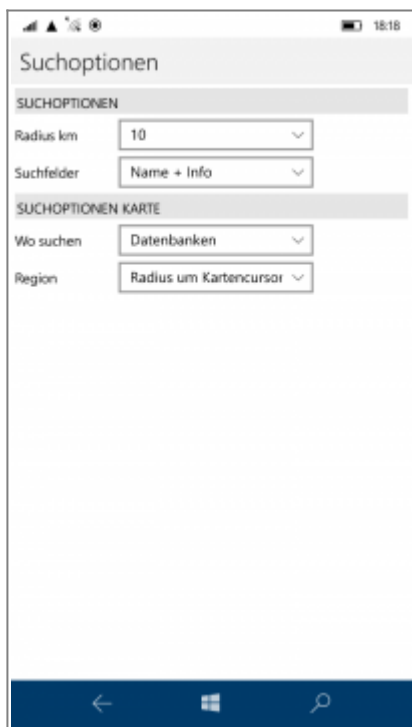 18:18
Suchoptionen
SUCHOPTIONEN
Radius km 10
Suchfelder Name + Info
SUCHOPTIONEN KARTE
Wo suchen Datenbanken
Region Radius um Kartencursor